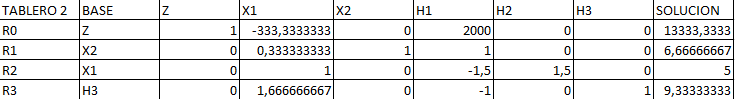 TABLERO 2 BASE Z X1 X2 H1 H2 H3 SOLUCION
R0 Z 1 -333,3333333 0 2000 0 0 13333,3333
R1 X2 0 0,333333333 1 1 0 0 6,66666667
R2 X1 0 1 0 -1,5 1,5 0 5
R3 H3 0 1,666666667 0 -1 0 1 9,33333333